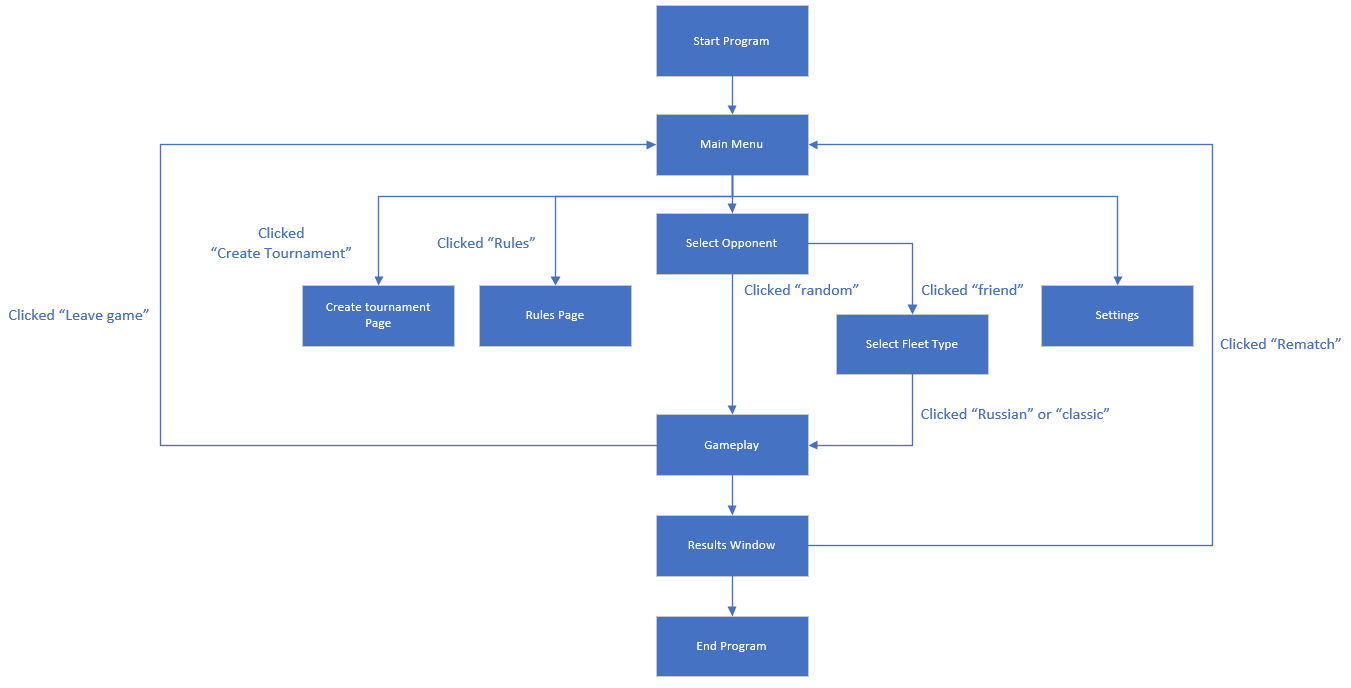 Start Program
Main Menu
Clicked
“Create Tournament”
Clicked “Rules”
Select Opponent
Clicked “random”
Clicked “friend”
Create tournament
Page
Rules Page
Settings
Clicked “Leave game”
Select Fleet Type
Clicked “Rematch”
Clicked “Russian” or “classic”
Gameplay
Results Window
End Program